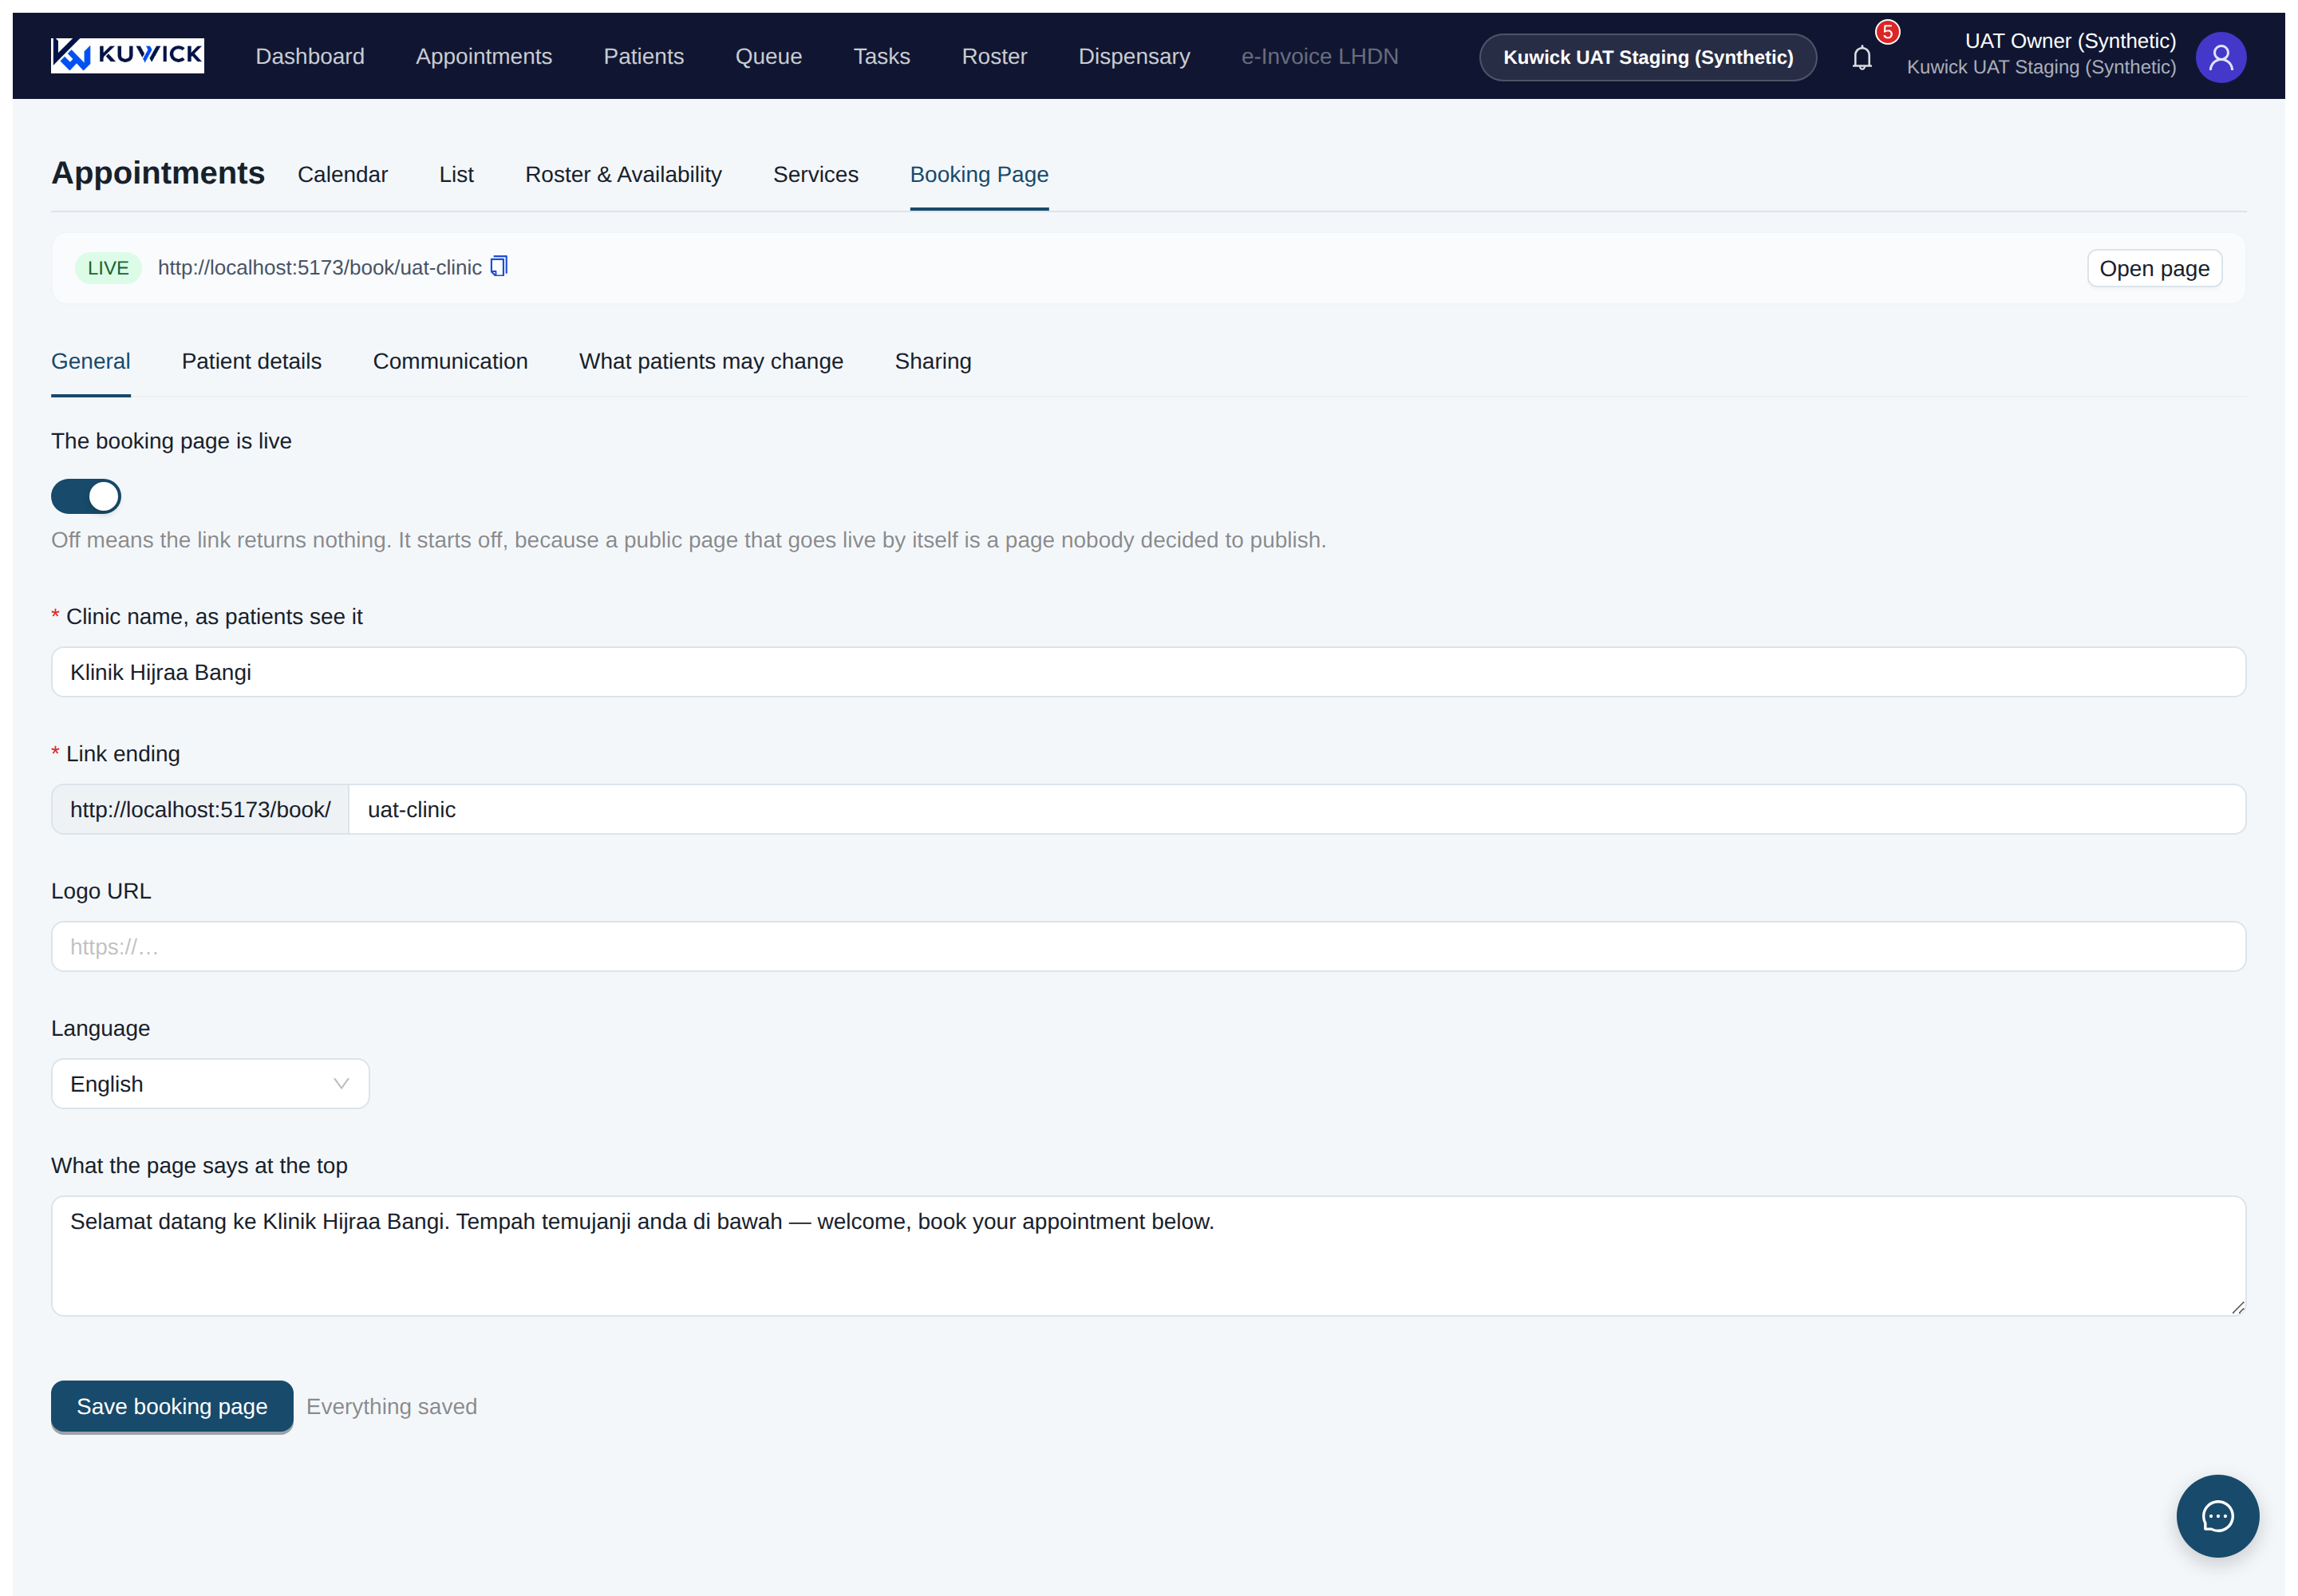 KUWICK
Dashboard
Appointments
Patients
Queue
Tasks
Roster
Dispensary
e-Invoice LHDN
Kuwick UAT Staging (Synthetic)
5
UAT Owner (Synthetic)
Kuwick UAT Staging (Synthetic)
Appointments
Calendar
List
Roster & Availability
Services
Booking Page
LIVE
http://localhost:5173/book/uat-clinic
Open page
General
Patient details
Communication
What patients may change
Sharing
The booking page is live
Off means the link returns nothing. It starts off, because a public page that goes live by itself is a page nobody decided to publish.
* Clinic name, as patients see it
Klinik Hijraa Bangi
* Link ending
http://localhost:5173/book/
uat-clinic
Logo URL
https://…
Language
English
What the page says at the top
Selamat datang ke Klinik Hijraa Bangi. Tempah temujanji anda di bawah — welcome, book your appointment below.
Save booking page
Everything saved